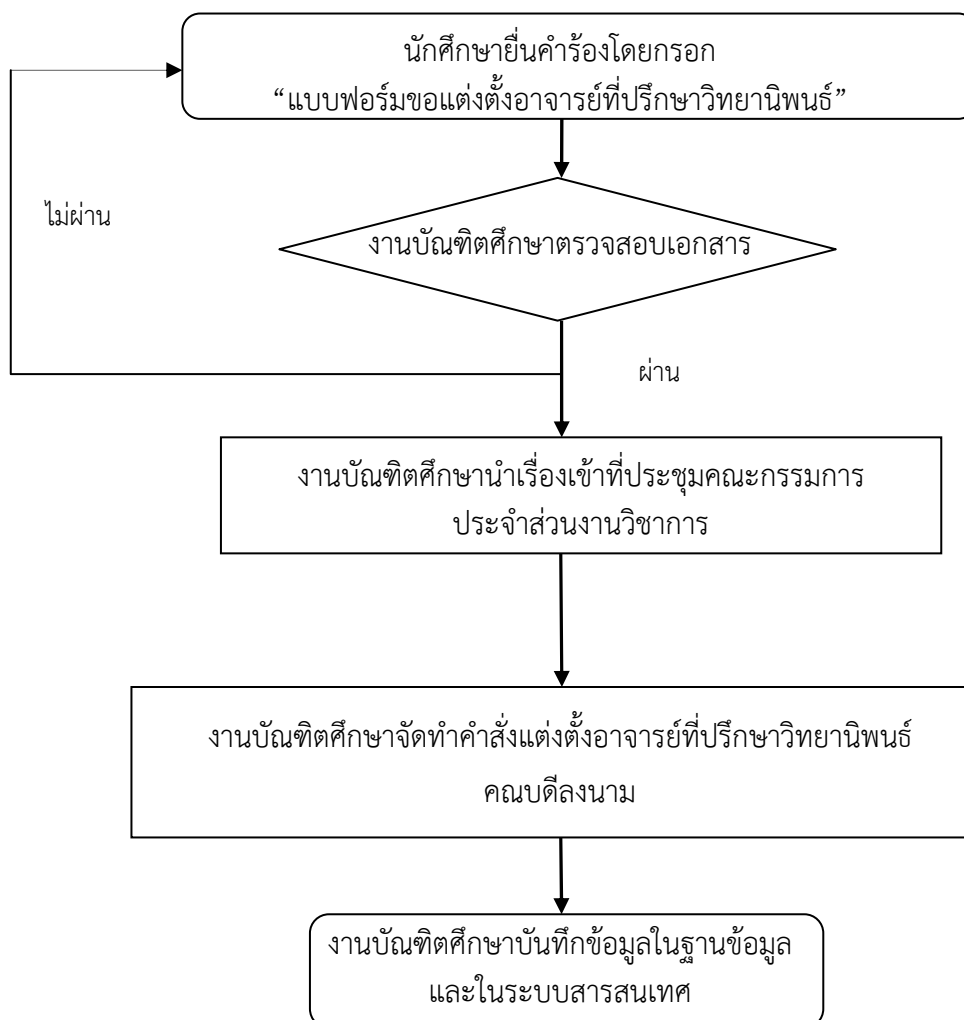 นักศึกษายื่นคำร้องโดยกรอก
“แบบฟอร์มขอแต่งตั้งอาจารย์ที่ปรึกษาวิทยานิพนธ์”
ไม่ผ่าน
งานบัณฑิตศึกษาตรวจสอบเอกสาร
ผ่าน
งานบัณฑิตศึกษานำเรื่องเข้าที่ประชุมคณะกรรมการ
ประจำส่วนงานวิชาการ
งานบัณฑิตศึกษาจัดทำคำสั่งแต่งตั้งอาจารย์ที่ปรึกษาวิทยานิพนธ์
คณบดีลงนาม
งานบัณฑิตศึกษาบันทึกข้อมูลในฐานข้อมูล
และในระบบสารสนเทศ